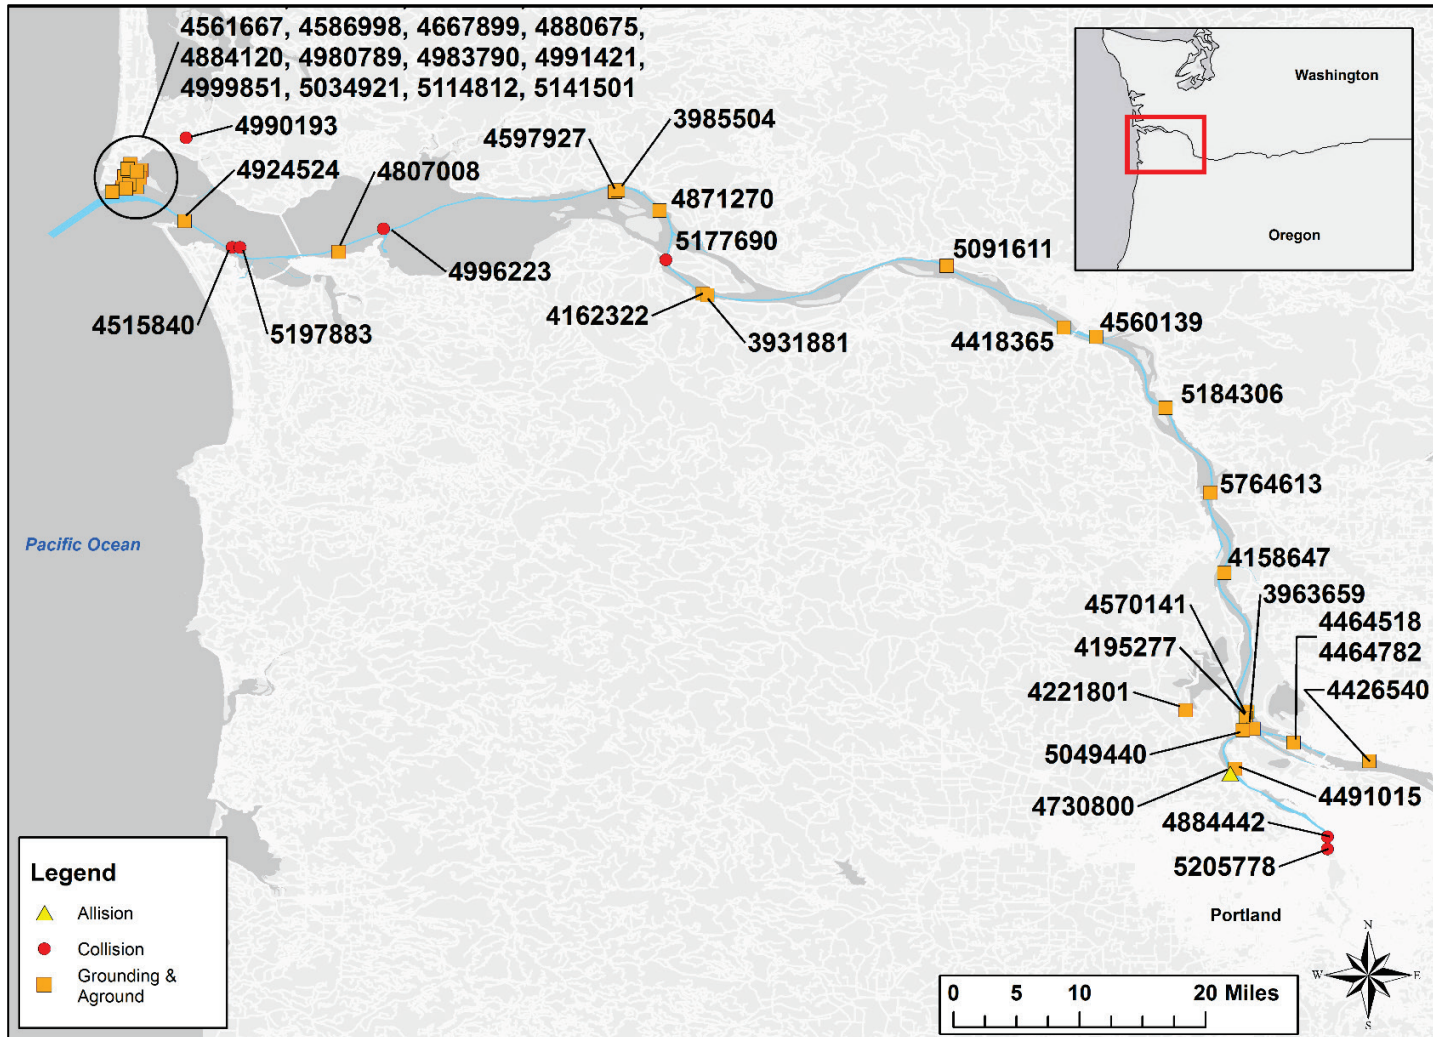 4561667, 4586998, 4667899, 4880675,
4884120, 4980789, 4983790, 4991421,
4999851, 5034921, 5114812, 5141501
Washington
Oregon
4990193
4597927
3985504
4924524
4807008
4871270
5177690
5091611
4996223
4515840
5197883
4162322
3931881
4418365
4560139
5184306
5764613
Pacific Ocean
4158647
4570141
3963659
4464518
4195277
4464782
4221801
4426540
5049440
4730800
4491015
4884442
5205778
Portland
Legend
Allision
Collision
Grounding &
Aground
N
W
E
S
0 5 10 20 Miles